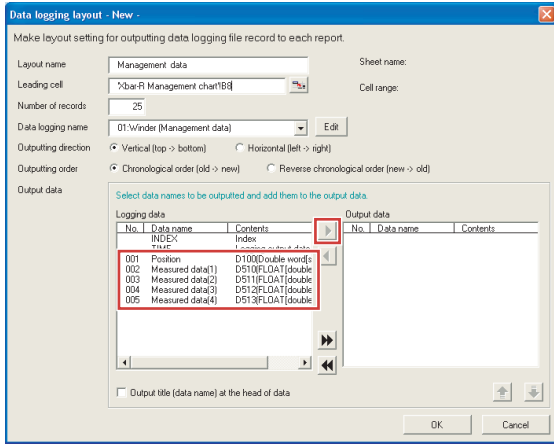 Data logging layout - New -
Make layout setting for outputting data logging file record to each report.
Layout name Management data Sheet name:
Leading cell 'Xbar-R Management chart'!B8 Cell range:
Number of records 25
Data logging name 01:Winder (Management data) Edit
Outputting direction Vertical (top -> bottom) Horizontal (left -> right)
Outputting order Chronological order (old -> new) Reverse chronological order (new -> old)
Output data
Select data names to be outputted and add them to the output data.
Logging data Output data
No. Data name Contents No. Data name Contents
INDEX Index
TIME Logging output date
001 Position D100(Double word[s
002 Measured data(1) D510(FLOAT[double
003 Measured data(2) D511(FLOAT[double
004 Measured data(3) D512(FLOAT[double
005 Measured data(4) D513(FLOAT[double
Output title (data name) at the head of data
OK Cancel